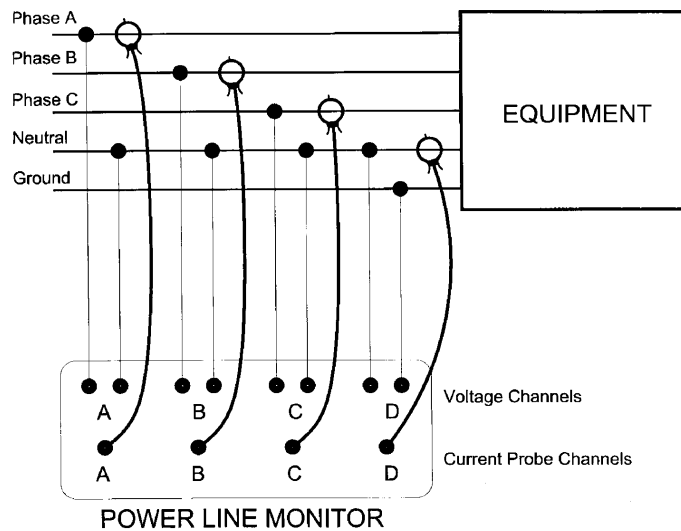 Phase A
Phase B
Phase C
Neutral
Ground
EQUIPMENT
A B C D
Voltage Channels
A B C D
Current Probe Channels
POWER LINE MONITOR